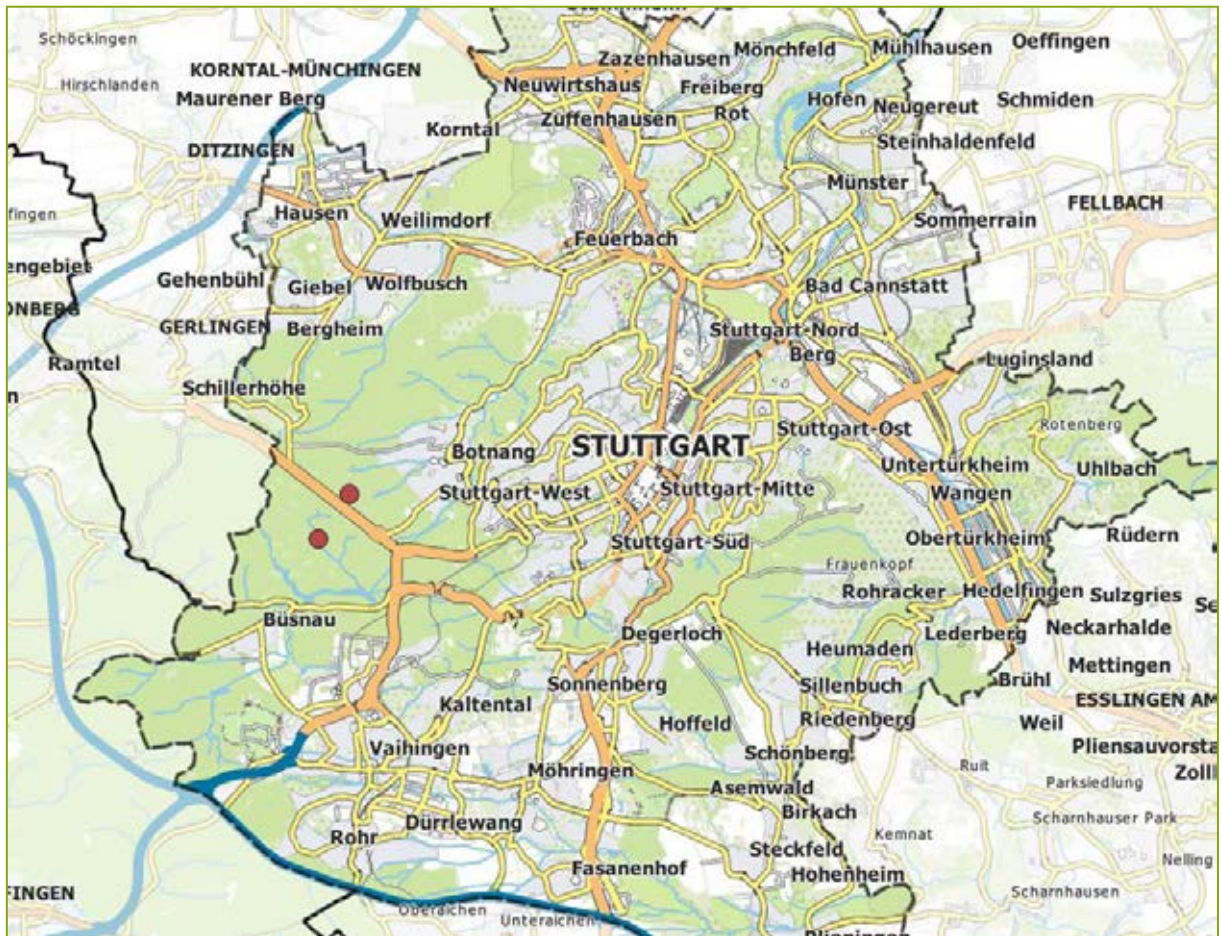 Schöckingen
Mönchfeld
Mühlhausen
Oeffingen
Zazenhausen
KORNTAL-MÜNCHINGEN
Hirschlanden
Neuwirtshaus
Freiberg
Maurener Berg
Hofen
Neugereut
Schmiden
Rot
Zuffenhausen
Korntal
Steinhaldenfeld
DITZINGEN
Münster
FELLBACH
Hausen
Weilimdorf
Sommerrain
fingen
Feuerbach
engebiet
Gehenbühl
Giebel
Wolfbusch
Bad Cannstatt
ONBERG
GERLINGEN
Bergheim
Stuttgart-Nord
Berg
Luginsland
Ramtel
Schillerhöhe
n
Rotenberg
Stuttgart-Ost
Botnang
STUTTGART
Untertürkheim
Uhlbach
Stuttgart-West
Stuttgart-Mitte
Wangen
Rüdern
Stuttgart-Süd
Obertürkheim
Frauenkopf
Rohracker
Hedelfingen
Sulzgries
Se
Büsnau
Degerloch
Lederberg
Neckarhalde
Heumaden
Mettingen
Brühl
Sonnenberg
Sillenbuch
ESSLINGEN AM
Kaltental
Hoffeld
Riedenberg
Weil
Vaihingen
Schönberg
Pliensauvorsta
Ruit
Zoll
Möhringen
Asemwald
Parksiedlung
Birkach
Scharnhauser Park
Rohr
Dürrlewang
Kemnat
Steckfeld
Nelling
Fasanenhof
Hohenheim
FINGEN
Scharnhausen
Oberaichen
Unteraichen